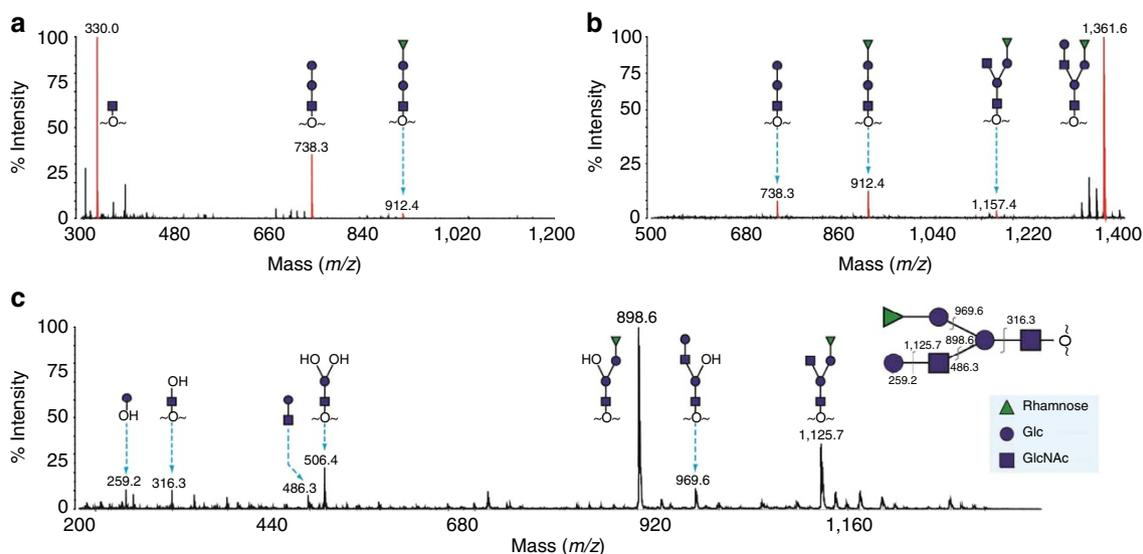 a
b
330.0
1,361.6
100
75
50
25
0
% Intensity
738.3
912.4
300 480 660 840 1,020 1,200
Mass (m/z)
100
75
50
25
0
% Intensity
738.3
912.4
1,157.4
500 680 860 1,040 1,220 1,400
Mass (m/z)
c
100
75
50
25
0
% Intensity
OH
259.2
OH
316.3
486.3
HO OH
506.4
HO
898.6
OH
969.6
1,125.7
969.6
316.3
1,125.7
898.6
486.3
259.2
Rhamnose
Glc
GlcNAc
200 440 680 920 1,160
Mass (m/z)